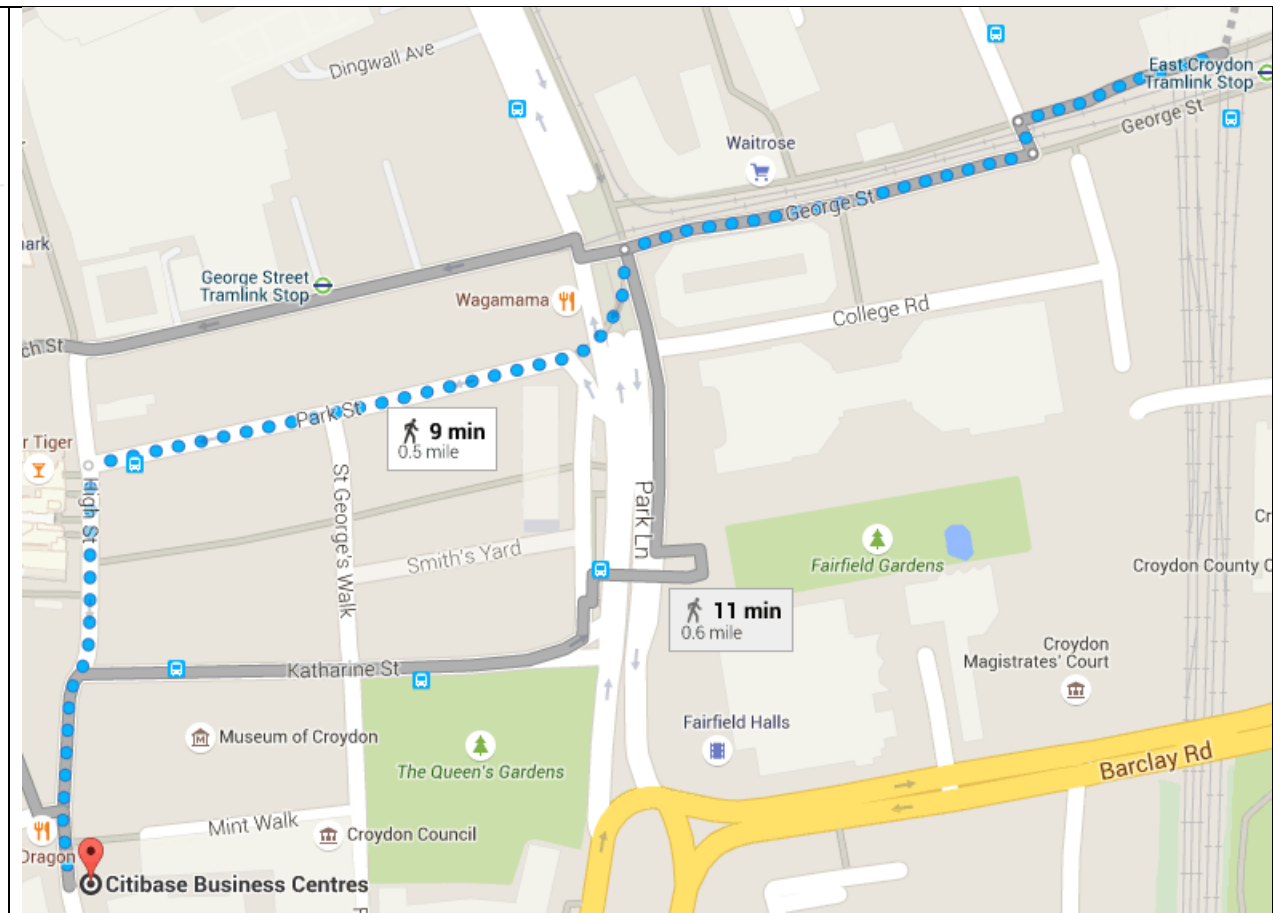 Dingwall Ave
East Croydon
Tramlink Stop
George St
Waitrose
George St
ark
George Street
Tramlink Stop
Wagamama
College Rd
ch St
Park St
9 min
0.5 mile
r Tiger
High St
St George's Walk
Park Ln
Smith's Yard
Fairfield Gardens
Cr
Croydon County C
11 min
0.6 mile
Katharine St
Croydon
Magistrates' Court
Museum of Croydon
The Queen's Gardens
Fairfield Halls
Barclay Rd
Mint Walk
Croydon Council
Dragon
Citibase Business Centres